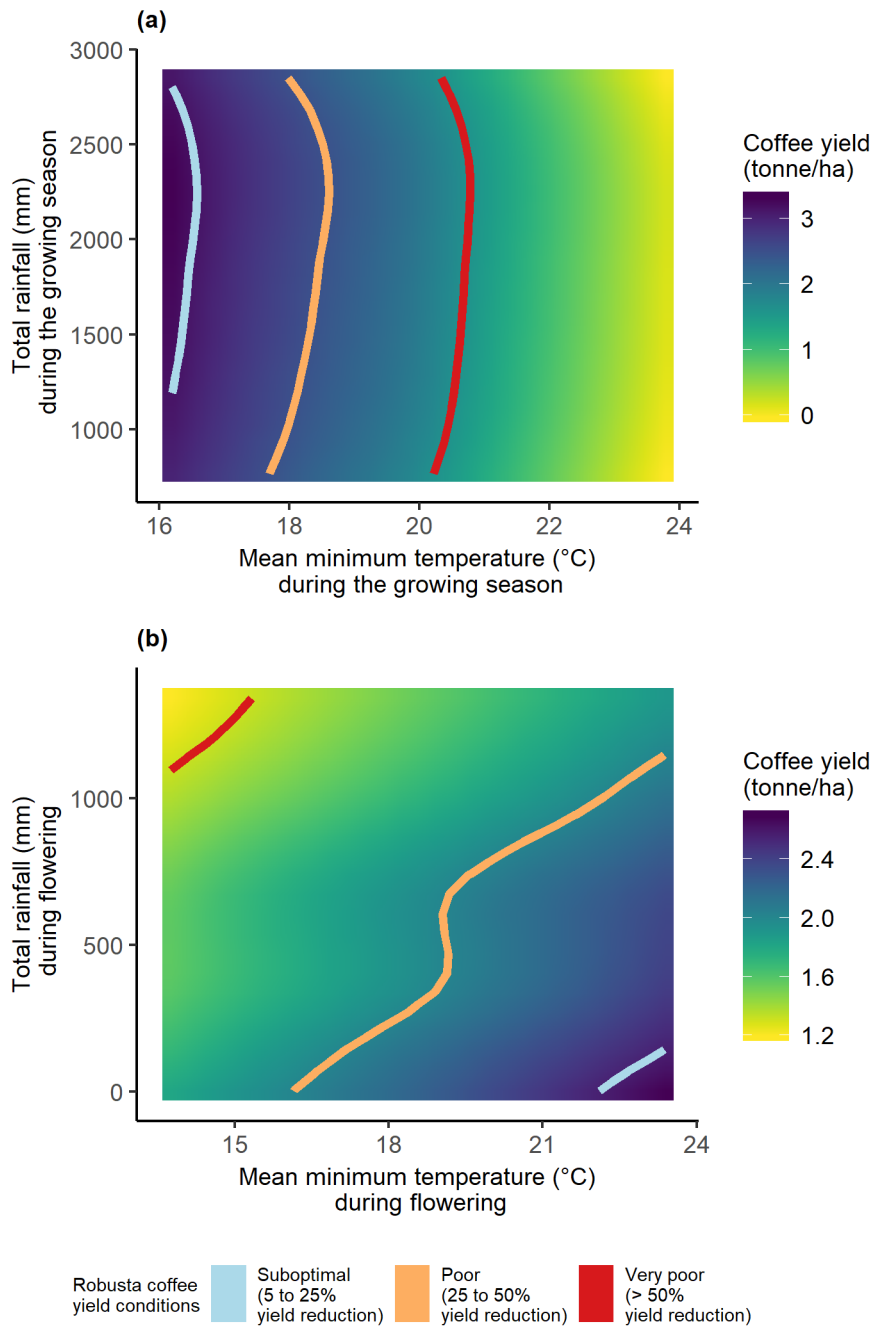 (a)
3000
2500
2000
1500
1000
Total rainfall (mm)
during the growing season
16
18
20
22
24
Mean minimum temperature (°C)
during the growing season
Coffee yield
(tonne/ha)
3
2
1
0
(b)
1000
500
0
Total rainfall (mm)
during flowering
15
18
21
24
Mean minimum temperature (°C)
during flowering
Coffee yield
(tonne/ha)
2.4
2.0
1.6
1.2
Robusta coffee
yield conditions
Suboptimal
(5 to 25%
yield reduction)
Poor
(25 to 50%
yield reduction)
Very poor
(> 50%
yield reduction)